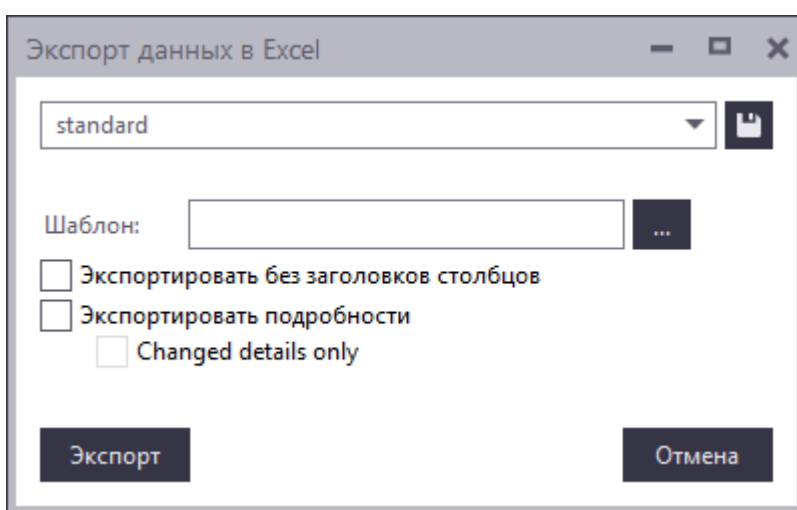 Экспорт данных в Excel
standard
Шаблон:
...
Экспортировать без заголовков столбцов
Экспортировать подробности
Changed details only
Экспорт
Отмена